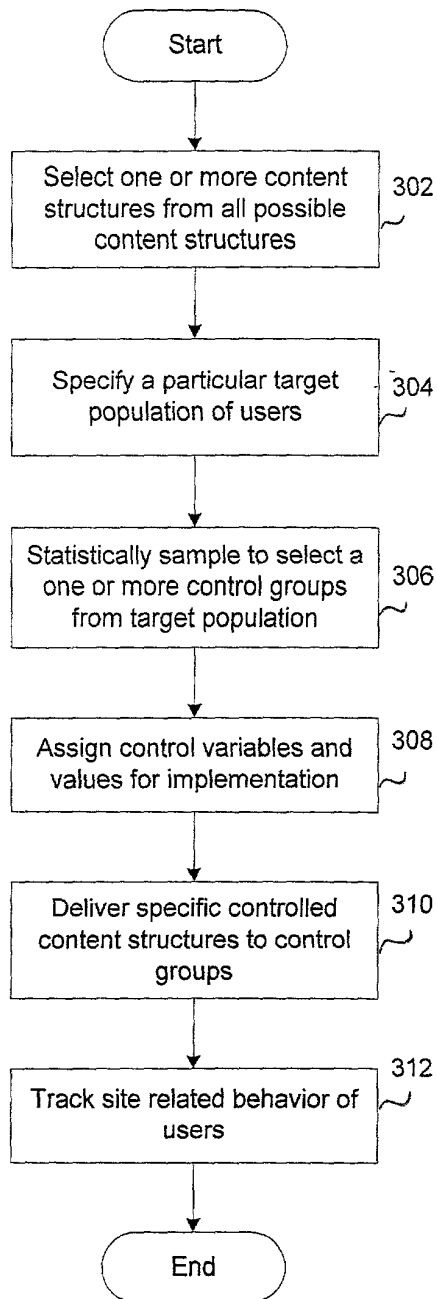 Start
Select one or more content
structures from all possible
content structures
302
Specify a particular target
population of users
304
Statistically sample to select a
one or more control groups
from target population
306
Assign control variables and
values for implementation
308
Deliver specific controlled
content structures to control
groups
310
Track site related behavior of
users
312
End